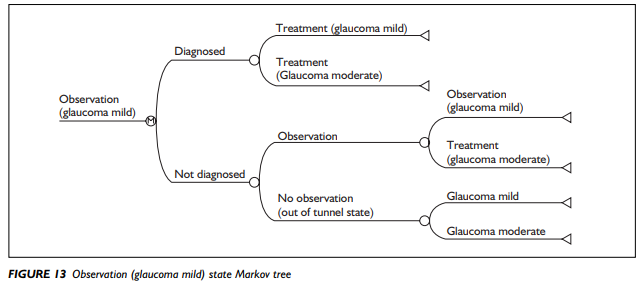 Treatment (glaucoma mild)
Diagnosed
Treatment
(Glaucoma moderate)
Observation
(glaucoma mild)
M
Observation
(glaucoma mild)
Observation
Treatment
(glaucoma moderate)
Not diagnosed
No observation
(out of tunnel state)
Glaucoma mild
Glaucoma moderate
FIGURE 13 Observation (glaucoma mild) state Markov tree